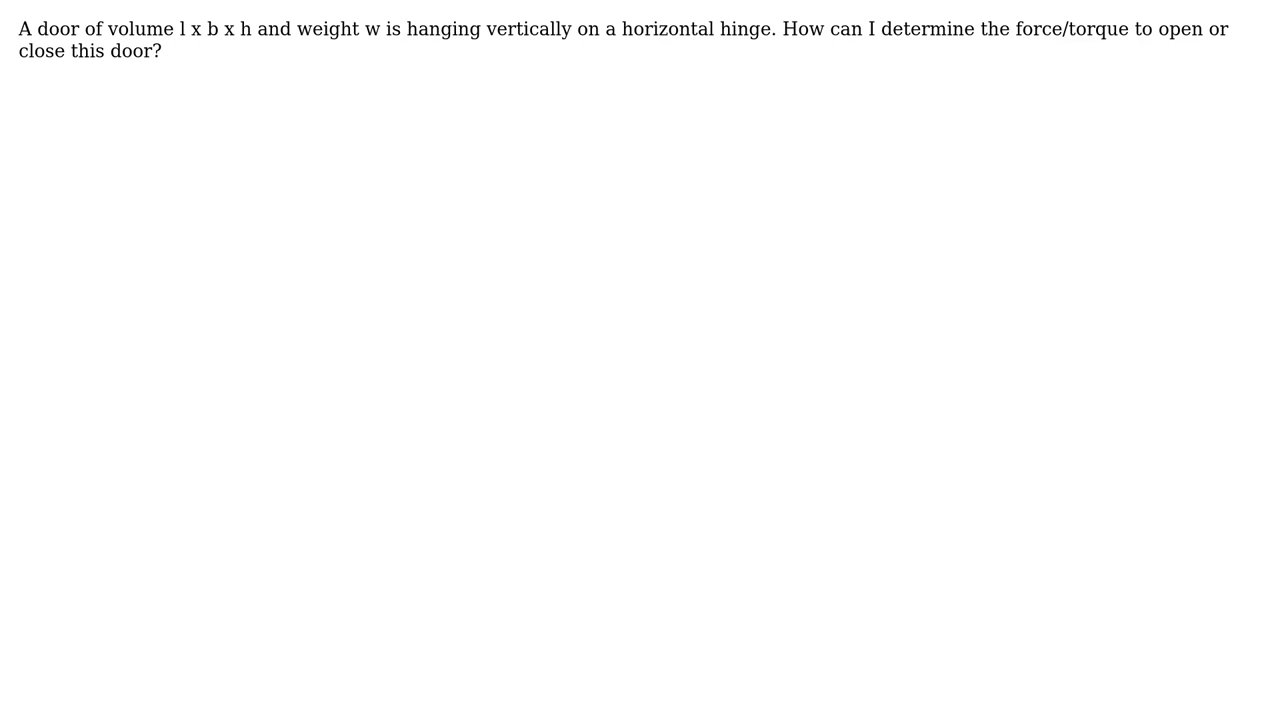 A door of volume l x b x h and weight w is hanging vertically on a horizontal hinge. How can I determine the force/torque to open or
close this door?